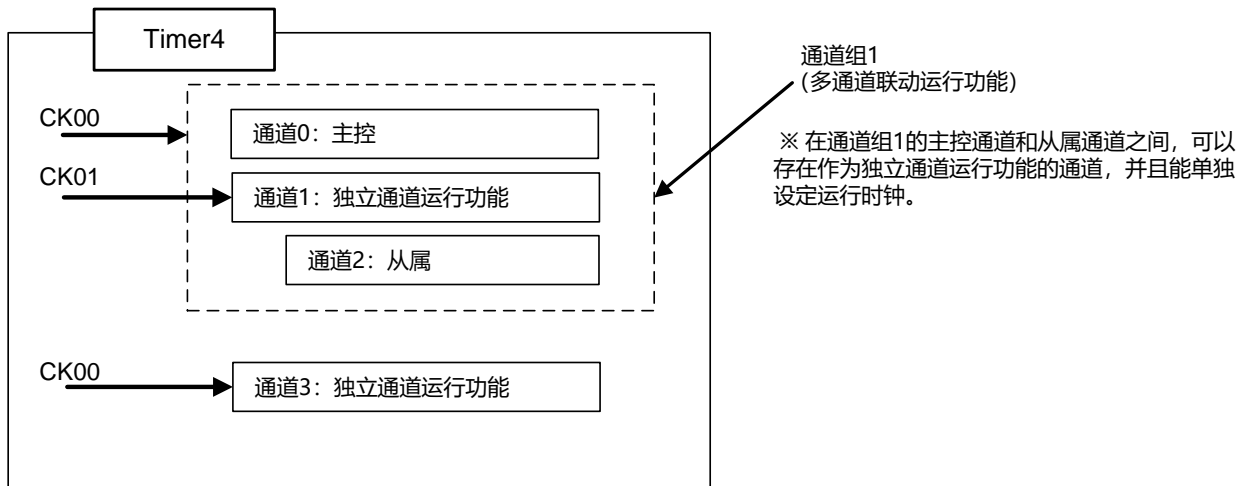 Timer4
通道组1
(多通道联动运行功能)
CK00
通道0：主控
※ 在通道组1的主控通道和从属通道之间，可以
存在作为独立通道运行功能的通道，并且能单独
设定运行时钟。
CK01
通道1：独立通道运行功能
通道2：从属
CK00
通道3：独立通道运行功能